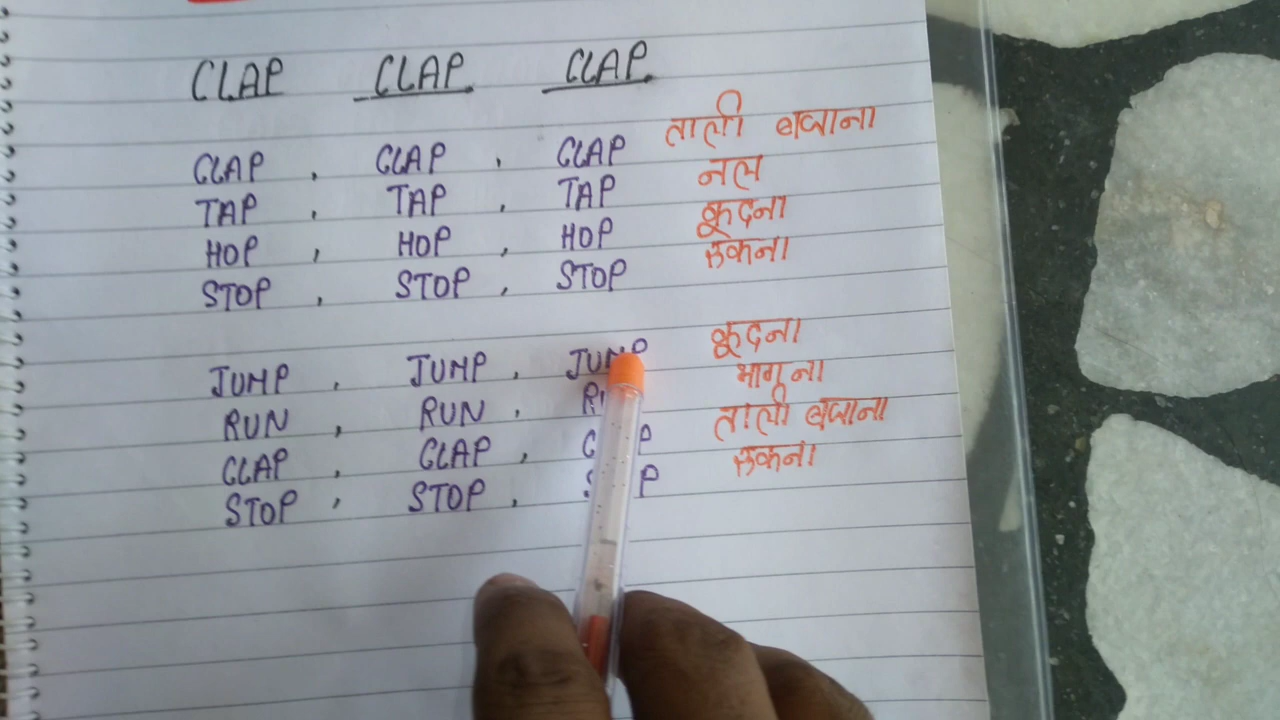 CLAP CLAP CLAP
CLAP , CLAP , CLAP ताली बजाना
TAP , TAP , TAP नल
HOP , HOP , HOP कूदना
STOP , STOP , STOP रुकना
JUMP , JUMP , JUMP कूदना
RUN , RUN , भागना
CLAP , CLAP , ताली बजाना
STOP , STOP , रुकना